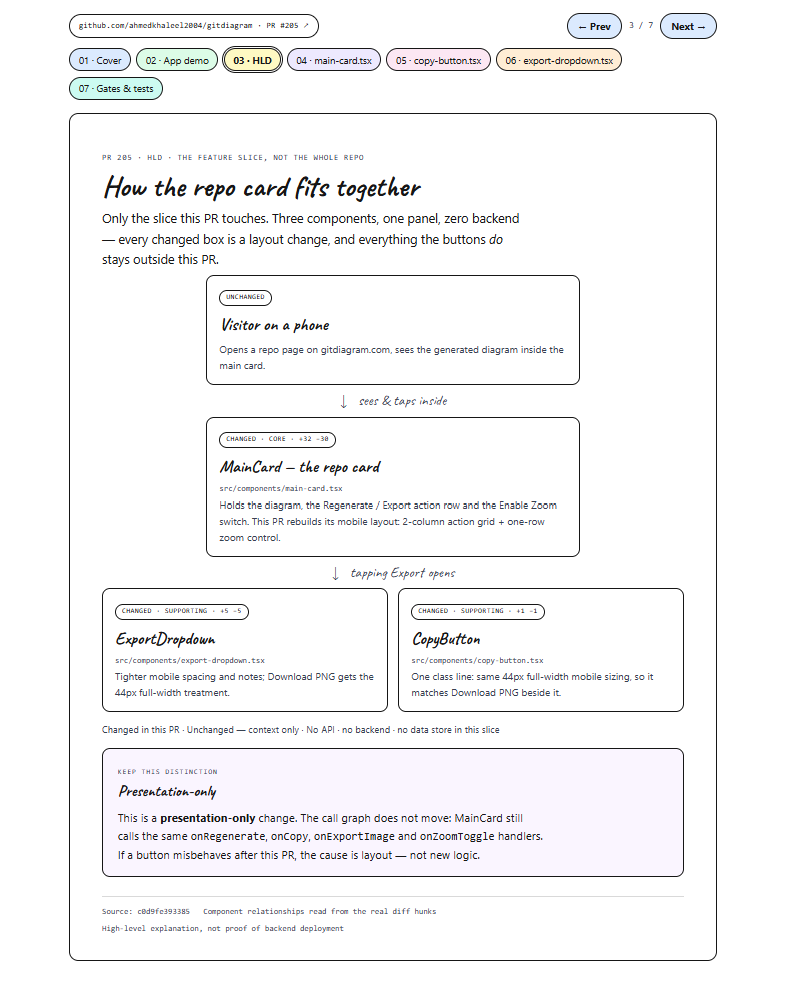 github.com/ahmedkhaleel2004/gitdiagram · PR #205 ↗
← Prev
3 / 7
Next →
01 · Cover
02 · App demo
03 · HLD
04 · main-card.tsx
05 · copy-button.tsx
06 · export-dropdown.tsx
07 · Gates & tests
PR 205 · HLD · THE FEATURE SLICE, NOT THE WHOLE REPO
How the repo card fits together
Only the slice this PR touches. Three components, one panel, zero backend
— every changed box is a layout change, and everything the buttons do
stays outside this PR.
UNCHANGED
Visitor on a phone
Opens a repo page on gitdiagram.com, sees the generated diagram inside the
main card.
↓ sees & taps inside
CHANGED · CORE · +32 −30
MainCard — the repo card
src/components/main-card.tsx
Holds the diagram, the Regenerate / Export action row and the Enable Zoom
switch. This PR rebuilds its mobile layout: 2-column action grid + one-row
zoom control.
↓ tapping Export opens
CHANGED · SUPPORTING · +5 −5
ExportDropdown
src/components/export-dropdown.tsx
Tighter mobile spacing and notes; Download PNG gets the
44px full-width treatment.
CHANGED · SUPPORTING · +1 −1
CopyButton
src/components/copy-button.tsx
One class line: same 44px full-width mobile sizing, so it
matches Download PNG beside it.
Changed in this PR · Unchanged — context only · No API · no backend · no data store in this slice
KEEP THIS DISTINCTION
Presentation-only
This is a presentation-only change. The call graph does not move: MainCard still
calls the same onRegenerate, onCopy, onExportImage and onZoomToggle handlers.
If a button misbehaves after this PR, the cause is layout — not new logic.
Source: c0d9fe393385 Component relationships read from the real diff hunks
High-level explanation, not proof of backend deployment